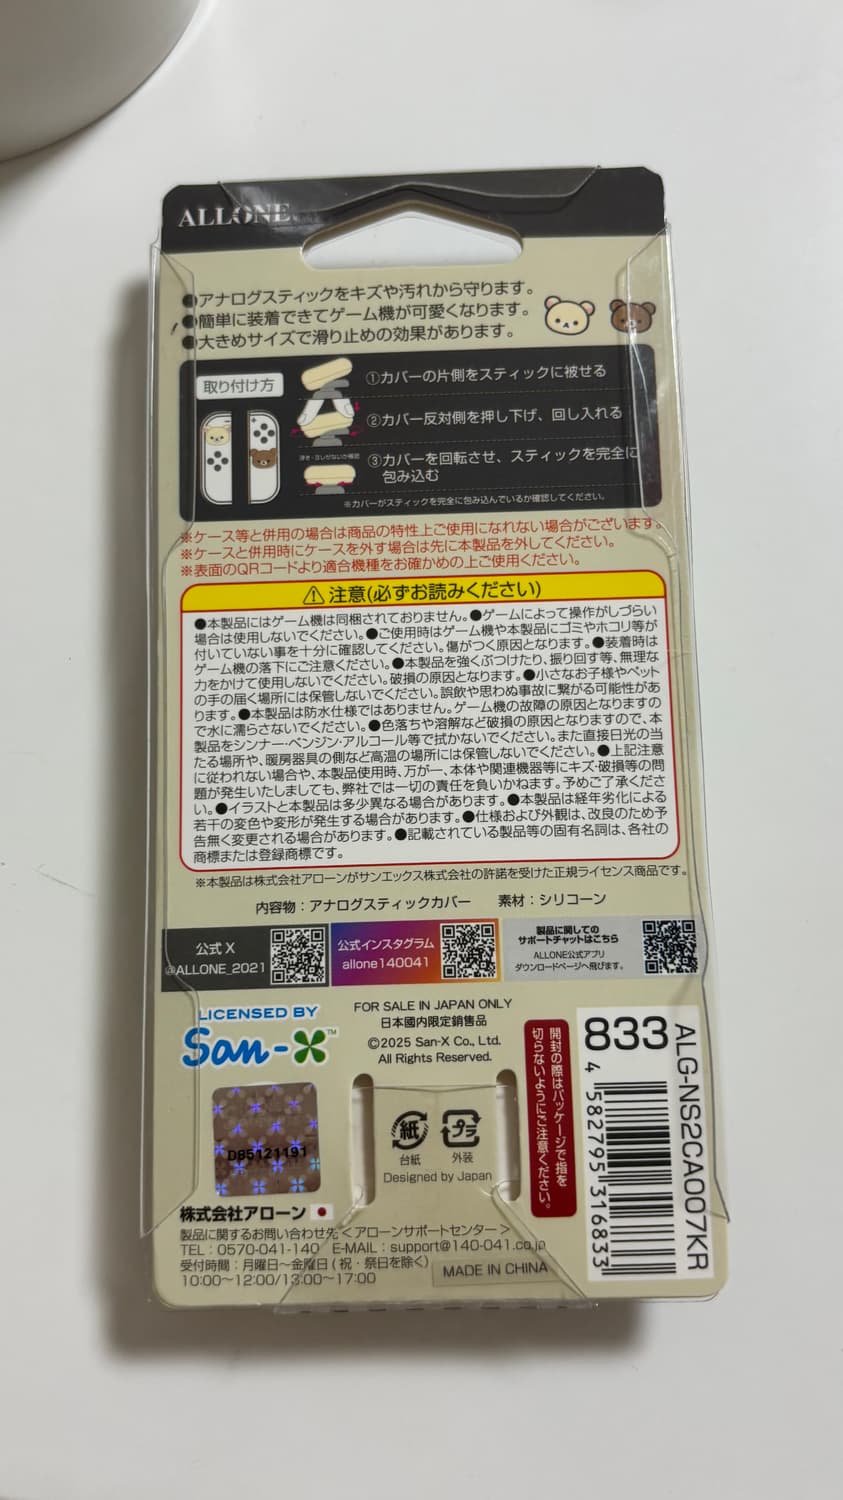 ALLONE
●アナログスティックをキズや汚れから守ります。
●簡単に装着できてゲーム機が可愛くなります。
●大きめサイズで滑り止めの効果があります。
取り付け方
①カバーの片側をスティックに被せる
②カバー反対側を押し下げ、回し入れる
浮き・ズレがないか確認
③カバーを回転させ、スティックを完全に
包み込む
※カバーがスティックを完全に包み込んでいるか確認してください。
※ケース等と併用の場合は商品の特性上ご使用になれない場合がございます。
※ケースと併用時にケースを外す場合は先に本製品を外してください。
※表面のQRコードより適合機種をお確かめの上ご使用ください。
⚠注意(必ずお読みください)
●本製品にはゲーム機は同梱されておりません。●ゲームによって操作がしづらい
場合は使用しないでください。●ご使用時はゲーム機や本製品にゴミやホコリ等が
付いていない事を十分に確認してください。傷がつく原因となります。●装着時は
ゲーム機の落下にご注意ください。●本製品を強くぶつけたり、振り回す等、無理な
力をかけて使用しないでください。破損の原因となります。●小さなお子様やペット
の手の届く場所には保管しないでください。誤飲や思わぬ事故に繋がる可能性があ
ります。●本製品は防水仕様ではありません。ゲーム機の故障の原因となりますの
で水に濡らさないでください。●色落ちや溶解など破損の原因となりますので、本
製品をシンナー・ベンジン・アルコール等で拭かないでください。また直接日光の当
たる場所や、暖房器具の側など高温の場所には保管しないでください。●上記注意
に従われない場合や、本製品使用時、万が一、本体や関連機器等にキズ・破損等の問
題が発生いたしましても、弊社では一切の責任を負いかねます。予めご了承くださ
い。●イラストと本製品は多少異なる場合があります。●本製品は経年劣化による
若干の変色や変形が発生する場合があります。●仕様および外観は、改良のため予
告無く変更される場合があります。●記載されている製品等の固有名詞は、各社の
商標または登録商標です。
※本製品は株式会社アローンがサンエックス株式会社の許諾を受けた正規ライセンス商品です。
内容物：アナログスティックカバー　素材：シリコーン
公式 X
@ALLONE_2021
公式インスタグラム
allone140041
製品に関しての
サポートチャットはこちら
ALLONE公式アプリ
ダウンロードページへ飛びます。
LICENSED BY
San-X™
FOR SALE IN JAPAN ONLY
日本國内限定銷售品
©2025 San-X Co., Ltd.
All Rights Reserved.
D85121191
紙
台紙
プラ
外装
Designed by Japan
開封の際はパッケージで指を
切らないようにご注意ください。
833
4 582795 316833
ALG-NS2CA007KR
株式会社アローン
製品に関するお問い合わせ先<アローンサポートセンター>
TEL：0570-041-140 E-MAIL：support@140-041.co.jp
受付時間：月曜日～金曜日(祝・祭日を除く)
10:00～12:00/13:00～17:00
MADE IN CHINA